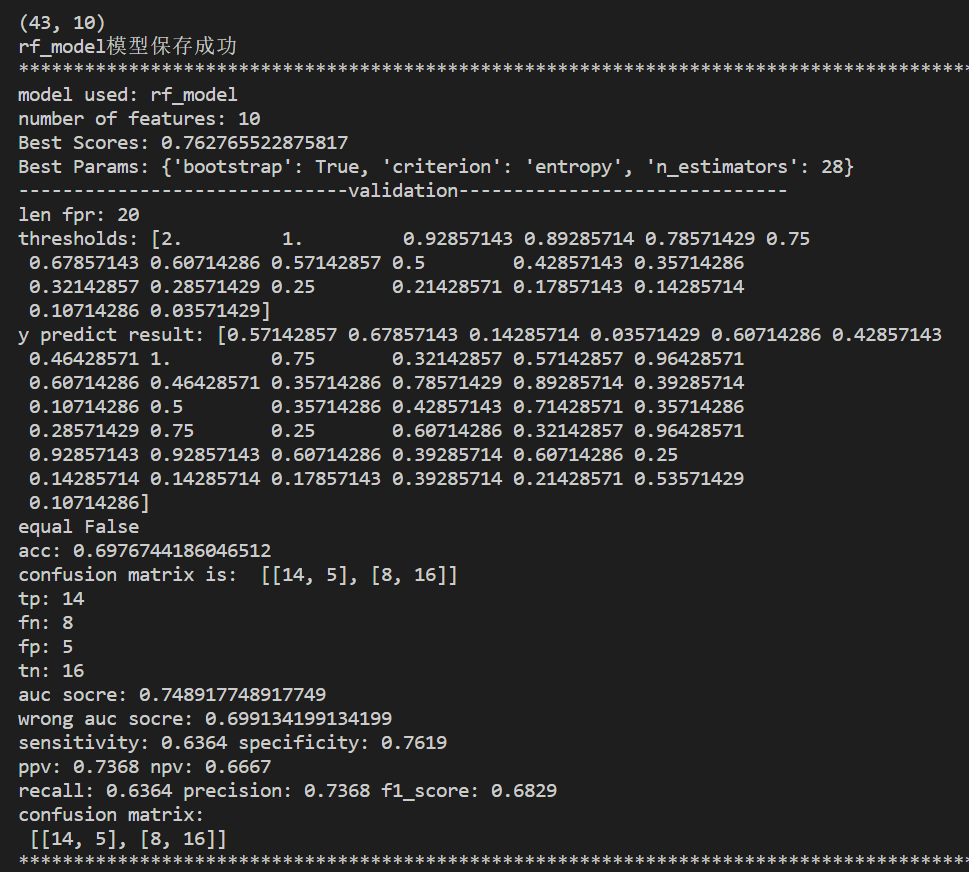 (43, 10)
rf_model模型保存成功
***************************************************************************************
model used: rf_model
number of features: 10
Best Scores: 0.762765522875817
Best Params: {'bootstrap': True, 'criterion': 'entropy', 'n_estimators': 28}
------------------------------validation------------------------------
len fpr: 20
thresholds: [2.         1.         0.92857143 0.89285714 0.78571429 0.75
 0.67857143 0.60714286 0.57142857 0.5        0.42857143 0.35714286
 0.32142857 0.28571429 0.25       0.21428571 0.17857143 0.14285714
 0.10714286 0.03571429]
y predict result: [0.57142857 0.67857143 0.14285714 0.03571429 0.60714286 0.42857143
 0.46428571 1.         0.75       0.32142857 0.57142857 0.96428571
 0.60714286 0.46428571 0.35714286 0.78571429 0.89285714 0.39285714
 0.10714286 0.5        0.35714286 0.42857143 0.71428571 0.35714286
 0.28571429 0.75       0.25       0.60714286 0.32142857 0.96428571
 0.92857143 0.92857143 0.60714286 0.39285714 0.60714286 0.25
 0.14285714 0.14285714 0.17857143 0.39285714 0.21428571 0.53571429
 0.10714286]
equal False
acc: 0.6976744186046512
confusion matrix is:  [[14, 5], [8, 16]]
tp: 14
fn: 8
fp: 5
tn: 16
auc socre: 0.748917748917749
wrong auc socre: 0.699134199134199
sensitivity: 0.6364 specificity: 0.7619
ppv: 0.7368 npv: 0.6667
recall: 0.6364 precision: 0.7368 f1_score: 0.6829
confusion matrix:
 [[14, 5], [8, 16]]
***************************************************************************************